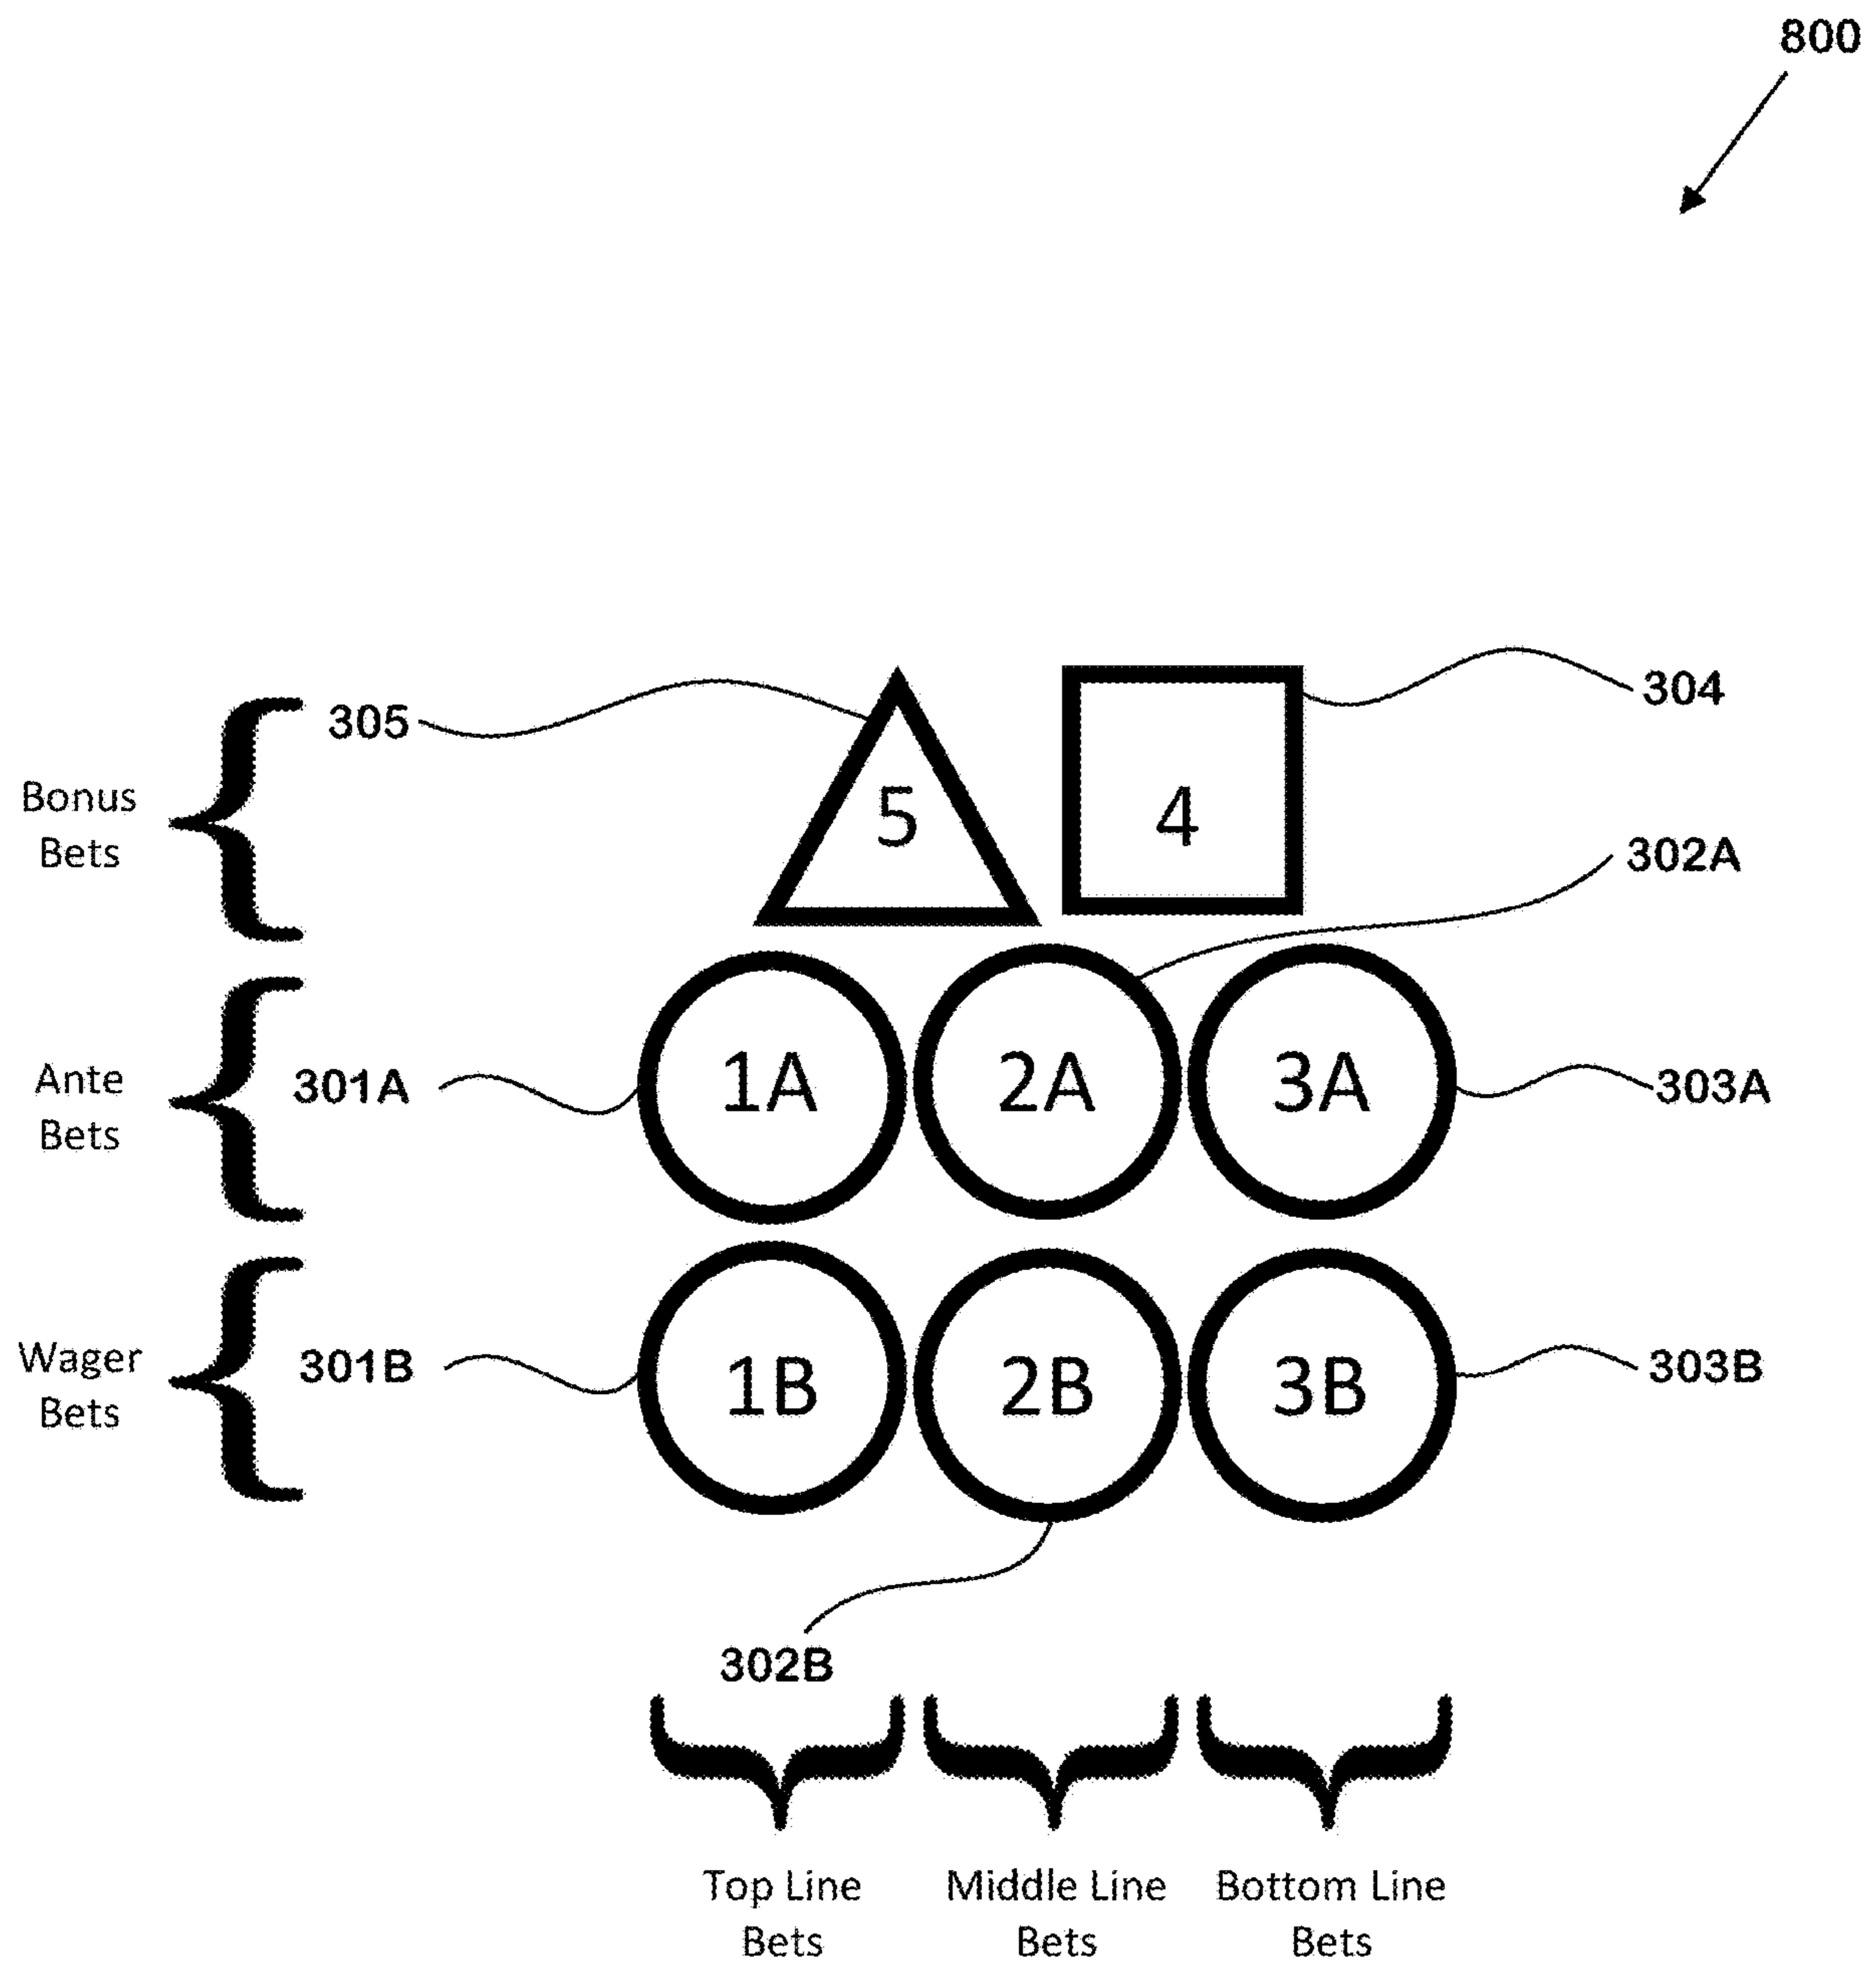 800
304
305
5
4
Bonus
Bets
302A
Ante
Bets
301A
1A
2A
3A
303A
Wager
Bets
301B
1B
2B
3B
303B
302B
Top Line
Bets
Middle Line
Bets
Bottom Line
Bets